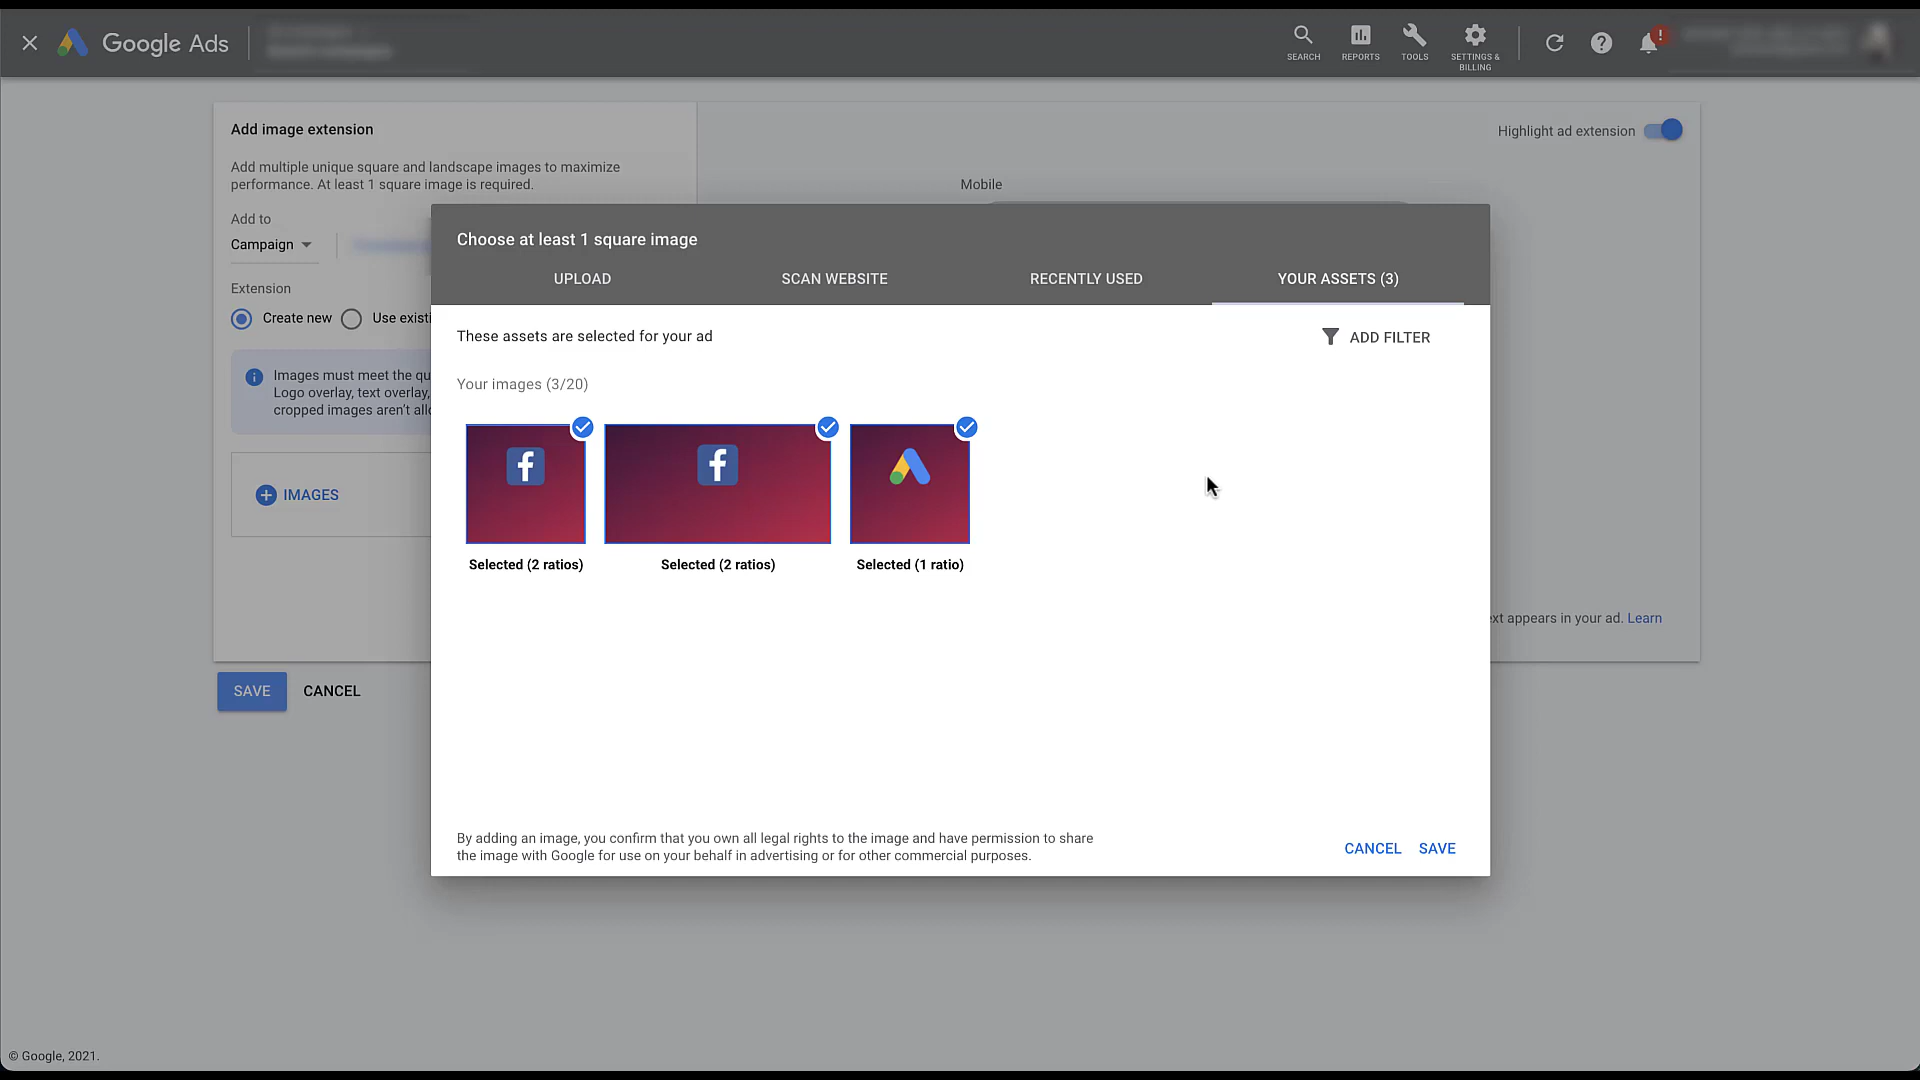 Google Ads
SEARCH
REPORTS
TOOLS
SETTINGS &
BILLING
!
Add image extension
Highlight ad extension
Add multiple unique square and landscape images to maximize
performance. At least 1 square image is required.
Mobile
Add to
Campaign
Extension
Create new
Use existi
Images must meet the qu
Logo overlay, text overlay,
cropped images aren't all
IMAGES
Choose at least 1 square image
UPLOAD
SCAN WEBSITE
RECENTLY USED
YOUR ASSETS (3)
These assets are selected for your ad
ADD FILTER
Your images (3/20)
Selected (2 ratios)
Selected (2 ratios)
Selected (1 ratio)
ext appears in your ad. Learn
SAVE
CANCEL
By adding an image, you confirm that you own all legal rights to the image and have permission to share
the image with Google for use on your behalf in advertising or for other commercial purposes.
CANCEL
SAVE
© Google, 2021.